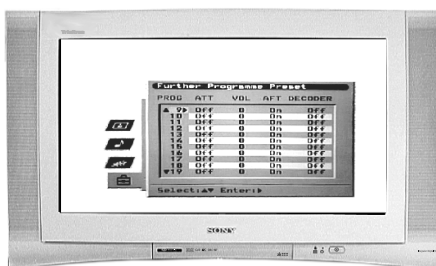 Further Programme Preset
PROG ATT VOL AFT DECODER
▲ 9▶ Off 0 On Off
10 Off 0 On Off
11 Off 0 On Off
12 Off 0 On Off
13 Off 0 On Off
14 Off 0 On Off
15 Off 0 On Off
16 Off 0 On Off
17 Off 0 On Off
18 Off 0 On Off
▼19 Off 0 On Off
Select:▲▼ Enter:▶
SONY